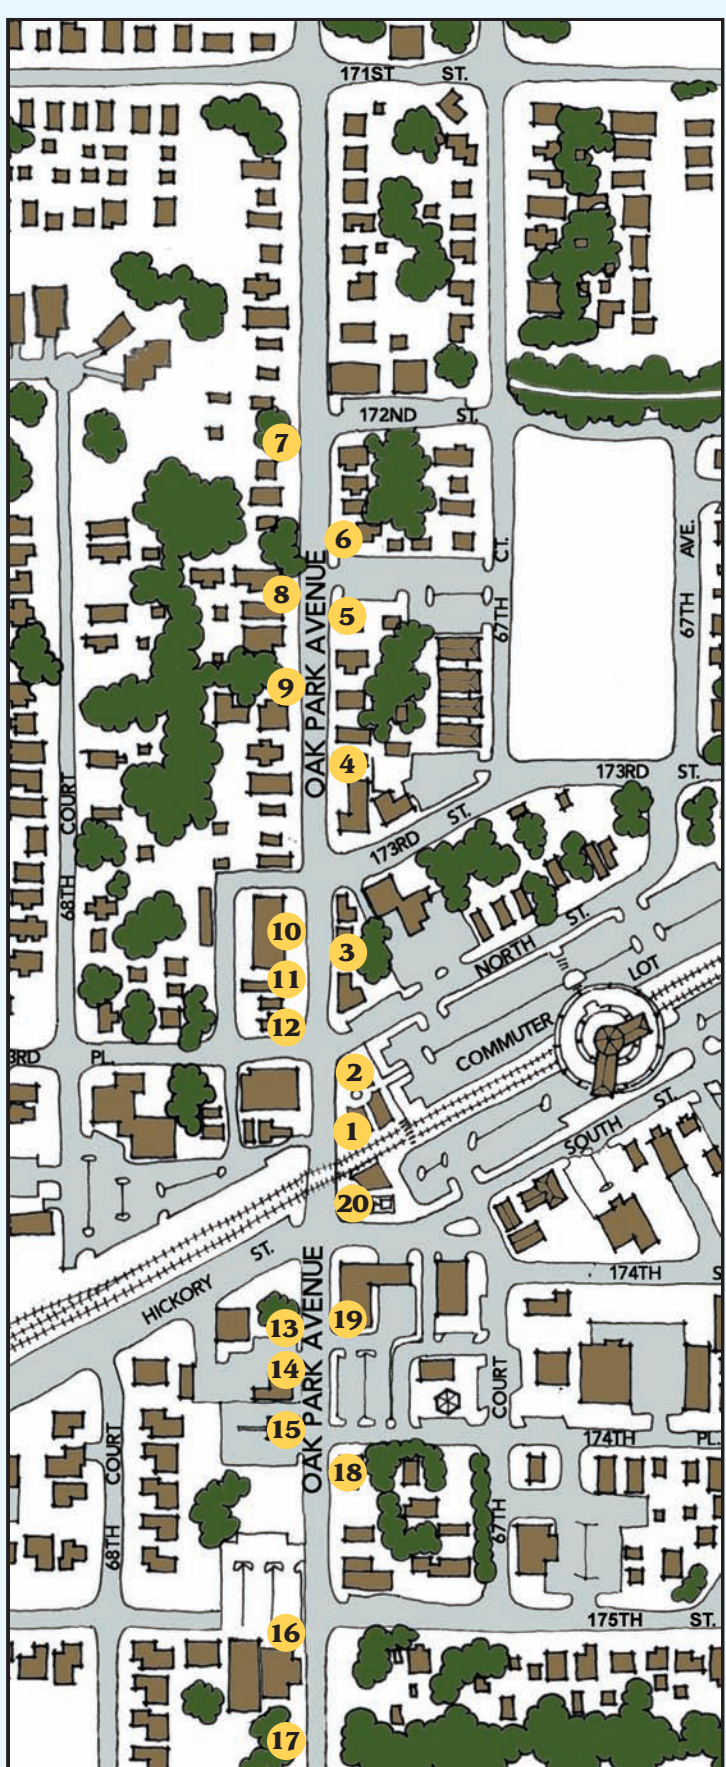 171ST ST.
172ND ST.
7
6
CT.
AVE.
8
5
67TH
67TH
OAK PARK AVENUE
9
4
173RD ST.
68TH COURT
173RD ST.
10
3
NORTH ST.
11
12
COMMUTER LOT
3RD PL.
2
1
SOUTH ST.
20
HICKORY ST.
174TH S
13
19
OAK PARK AVENUE
14
COURT
15
174TH PL.
18
68TH COURT
67TH
175TH ST.
16
17